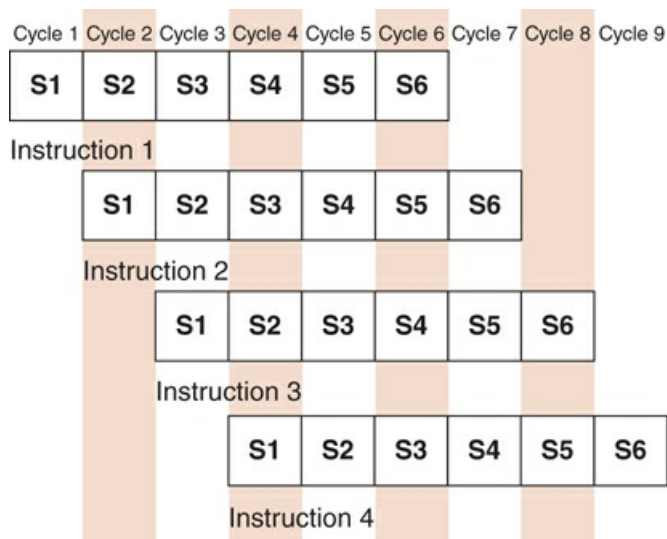 Cycle 1 Cycle 2 Cycle 3 Cycle 4 Cycle 5 Cycle 6 Cycle 7 Cycle 8 Cycle 9
S1 S2 S3 S4 S5 S6
Instruction 1
S1 S2 S3 S4 S5 S6
Instruction 2
S1 S2 S3 S4 S5 S6
Instruction 3
S1 S2 S3 S4 S5 S6
Instruction 4